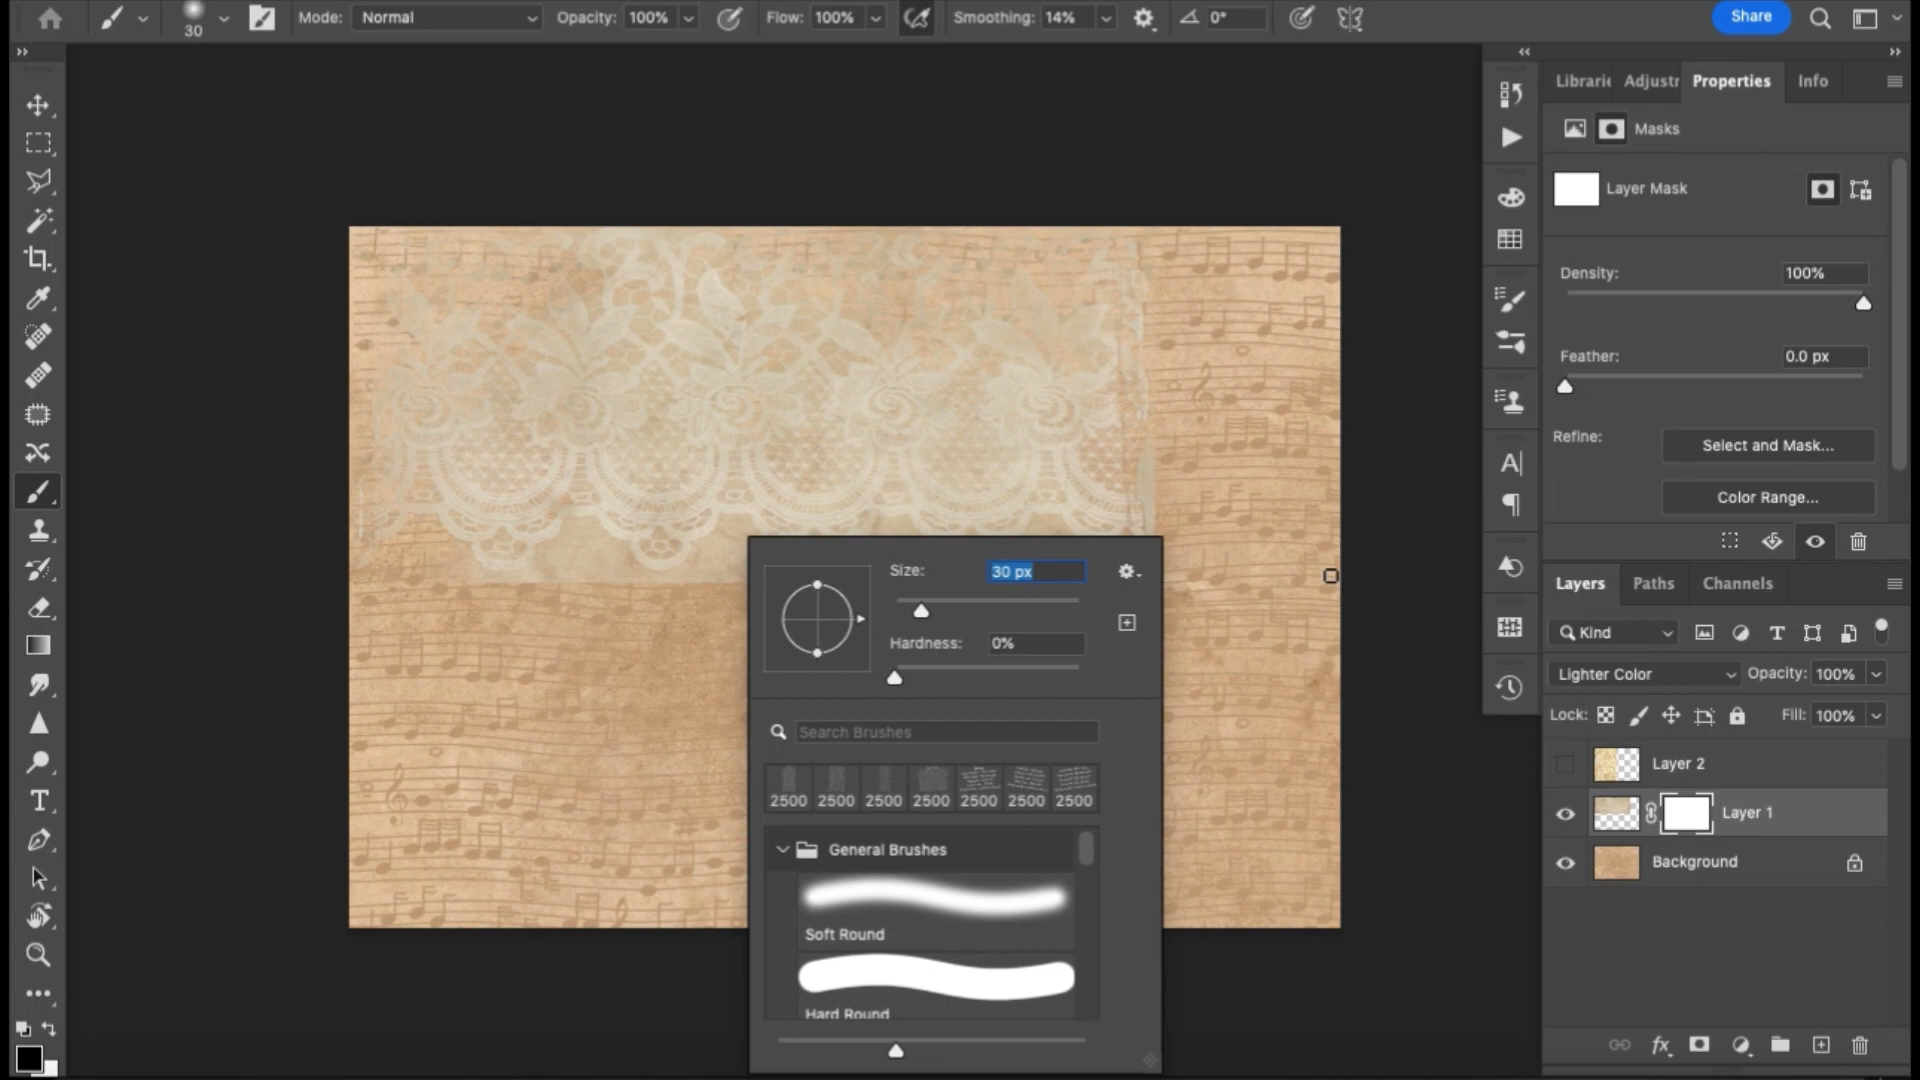 30
Mode: Normal
Opacity: 100%
Flow: 100%
Smoothing: 14%
0°
Share
Librarie Adjustr Properties Info
Masks
Layer Mask
Density: 100%
Feather: 0.0 px
Refine: Select and Mask...
Color Range...
Layers Paths Channels
Kind
Lighter Color Opacity: 100%
Lock: Fill: 100%
Layer 2
Layer 1
Background
fx
Size: 30 px
Hardness: 0%
Search Brushes
2500 2500 2500 2500 2500 2500 2500
General Brushes
Soft Round
Hard Round